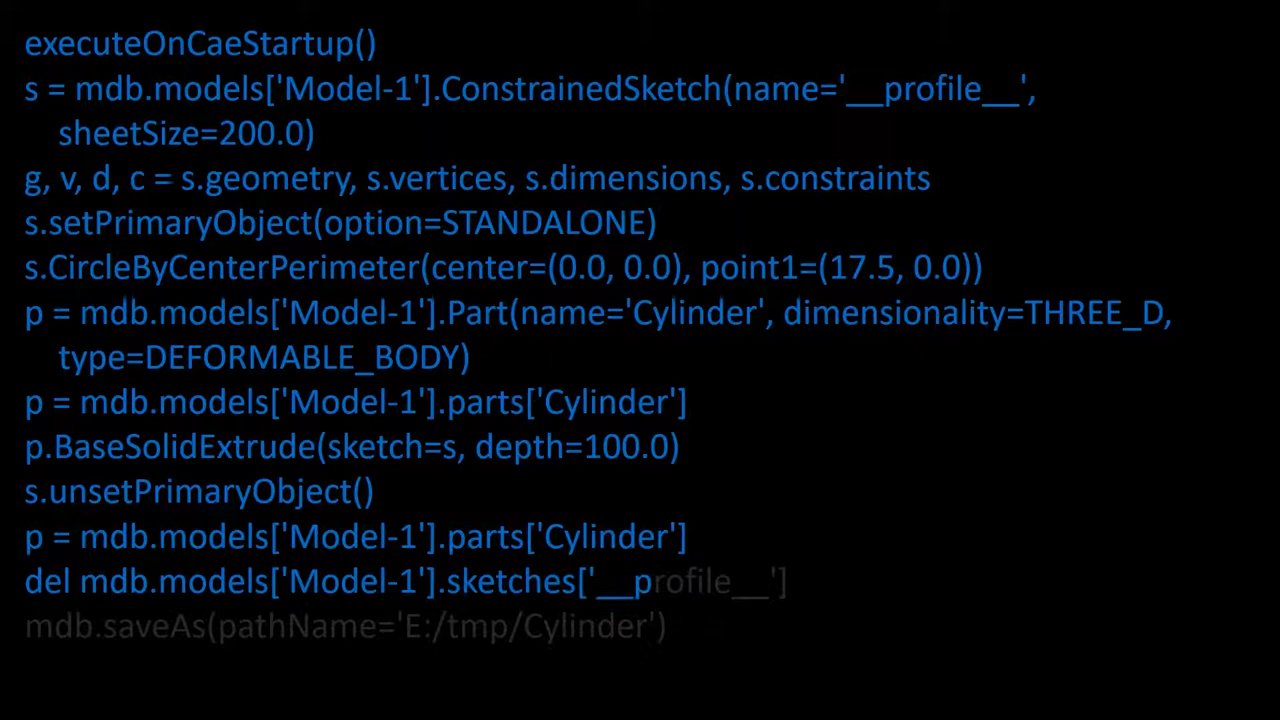 executeOnCaeStartup()
s = mdb.models['Model-1'].ConstrainedSketch(name='__profile__',
    sheetSize=200.0)
g, v, d, c = s.geometry, s.vertices, s.dimensions, s.constraints
s.setPrimaryObject(option=STANDALONE)
s.CircleByCenterPerimeter(center=(0.0, 0.0), point1=(17.5, 0.0))
p = mdb.models['Model-1'].Part(name='Cylinder', dimensionality=THREE_D,
    type=DEFORMABLE_BODY)
p = mdb.models['Model-1'].parts['Cylinder']
p.BaseSolidExtrude(sketch=s, depth=100.0)
s.unsetPrimaryObject()
p = mdb.models['Model-1'].parts['Cylinder']
del mdb.models['Model-1'].sketches['__profile__']
mdb.saveAs(pathName='E:/tmp/Cylinder')